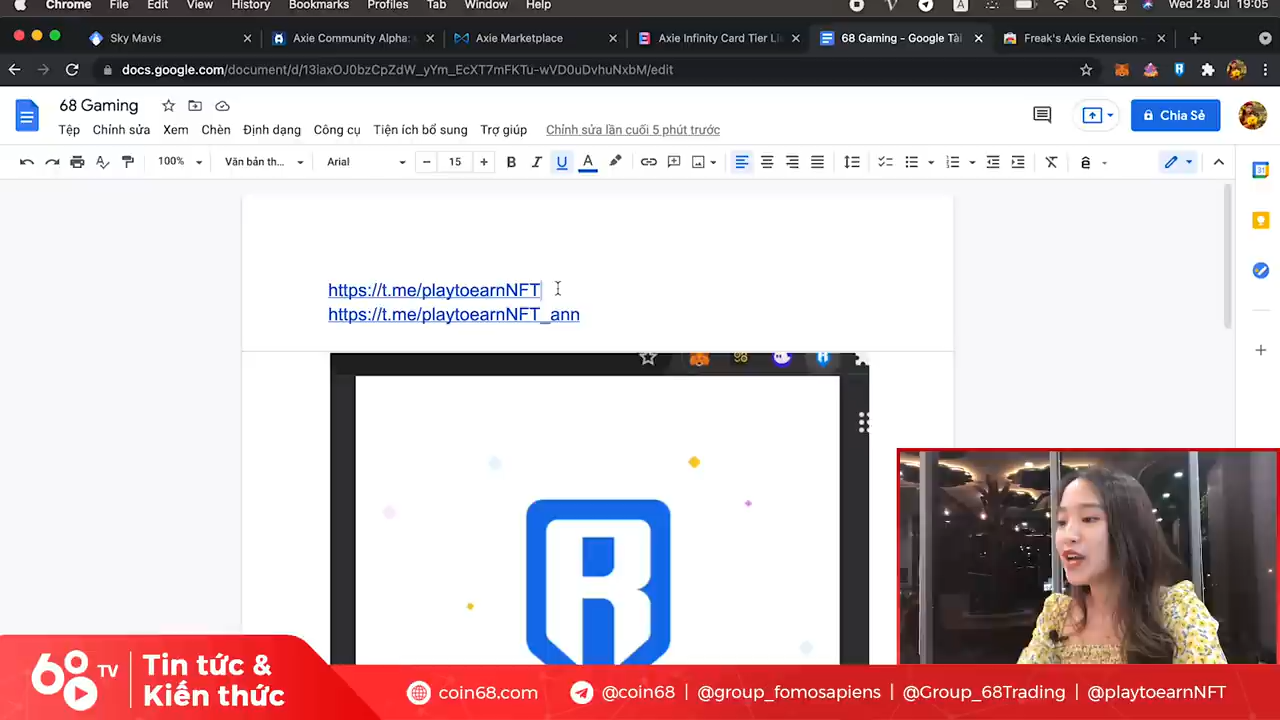 Chrome File Edit View History Bookmarks Profiles Tab Window Help A Wed 28 Jul 19:05
Sky Mavis
Axie Community Alpha:
Axie Marketplace
Axie Infinity Card Tier Li
68 Gaming - Google Tài
Freak's Axie Extension -
docs.google.com/document/d/13iaxOJ0bzCpZdW_yYm_EcXT7mFKTu-wVD0uDvhuNxbM/edit
68 Gaming
Chia Sẻ
Tệp Chỉnh sửa Xem Chèn Định dạng Công cụ Tiện ích bổ sung Trợ giúp Chỉnh sửa lần cuối 5 phút trước
100% Văn bản th... Arial 15 B I U A ê
31
https://t.me/playtoearnNFT
https://t.me/playtoearnNFT_ann
R
68 TV
Tin tức &
Kiến thức
coin68.com @coin68 | @group_fomosapiens | @Group_68Trading | @playtoearnNFT